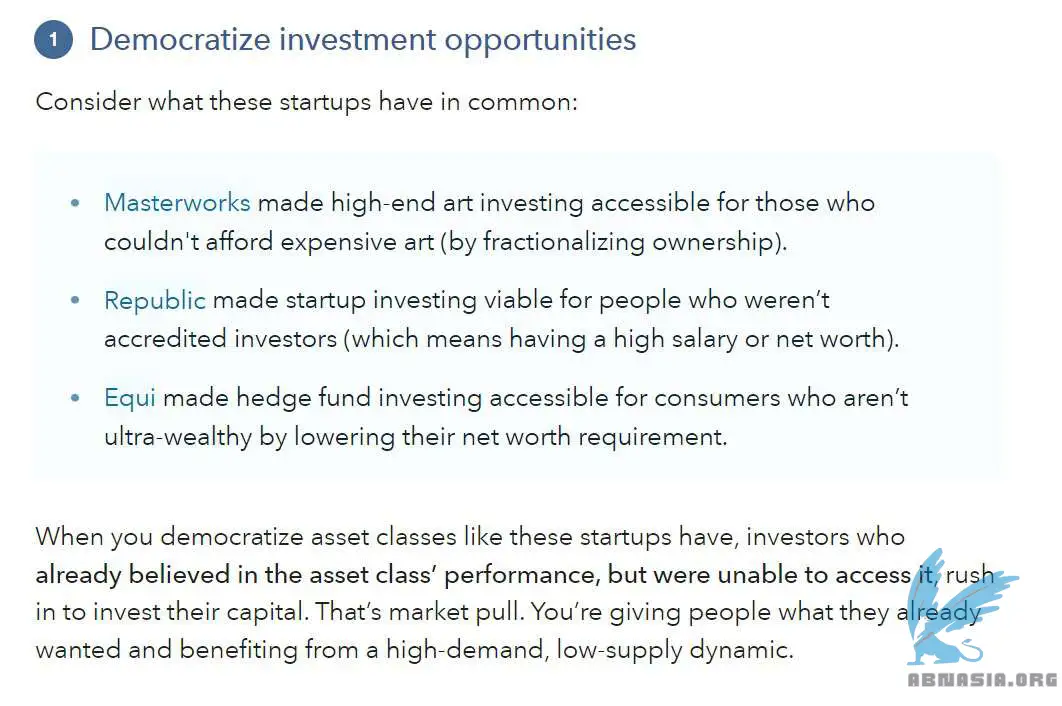 1 Democratize investment opportunities
Consider what these startups have in common:
• Masterworks made high-end art investing accessible for those who
couldn't afford expensive art (by fractionalizing ownership).
• Republic made startup investing viable for people who weren’t
accredited investors (which means having a high salary or net worth).
• Equi made hedge fund investing accessible for consumers who aren’t
ultra-wealthy by lowering their net worth requirement.
When you democratize asset classes like these startups have, investors who
already believed in the asset class’ performance, but were unable to access it, rush
in to invest their capital. That’s market pull. You’re giving people what they already
wanted and benefiting from a high-demand, low-supply dynamic.
ABNASIA.ORG